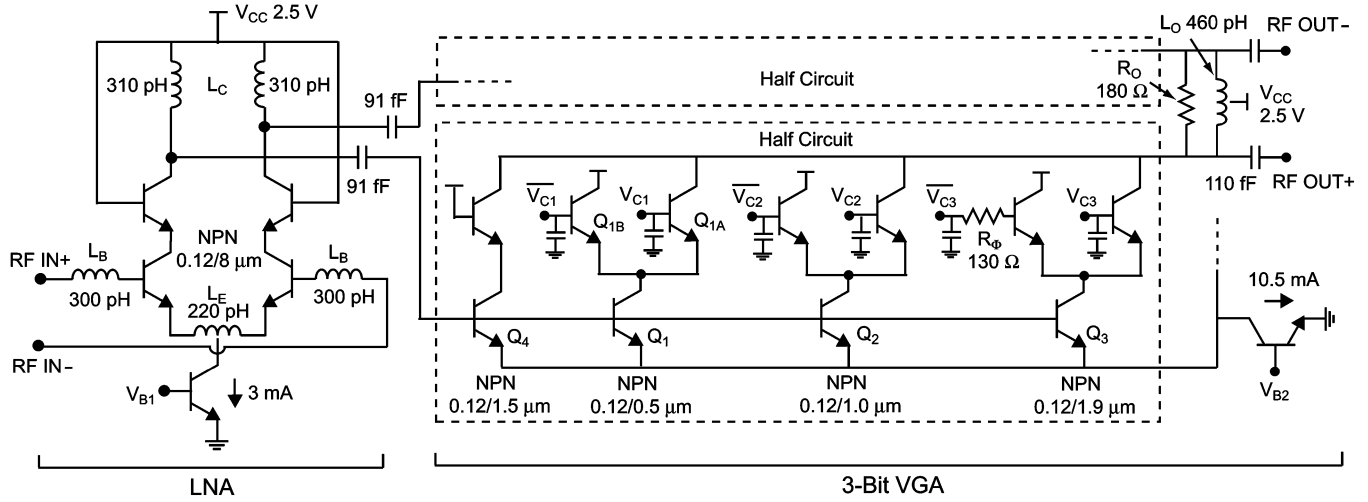 V_CC 2.5 V
310 pH
L_C
310 pH
91 fF
91 fF
L_B
NPN
0.12/8 μm
L_B
RF IN+
300 pH
L_E
220 pH
300 pH
RF IN−
V_B1
3 mA
LNA
Half Circuit
Half Circuit
L_O 460 pH
RF OUT−
R_O
180 Ω
V_CC
2.5 V
110 fF
RF OUT+
V_C1
Q_1B
V_C1
Q_1A
V_C2
V_C2
V_C3
R_Φ
130 Ω
V_C3
10.5 mA
Q_4
Q_1
Q_2
Q_3
V_B2
NPN
0.12/1.5 μm
NPN
0.12/0.5 μm
NPN
0.12/1.0 μm
NPN
0.12/1.9 μm
3-Bit VGA